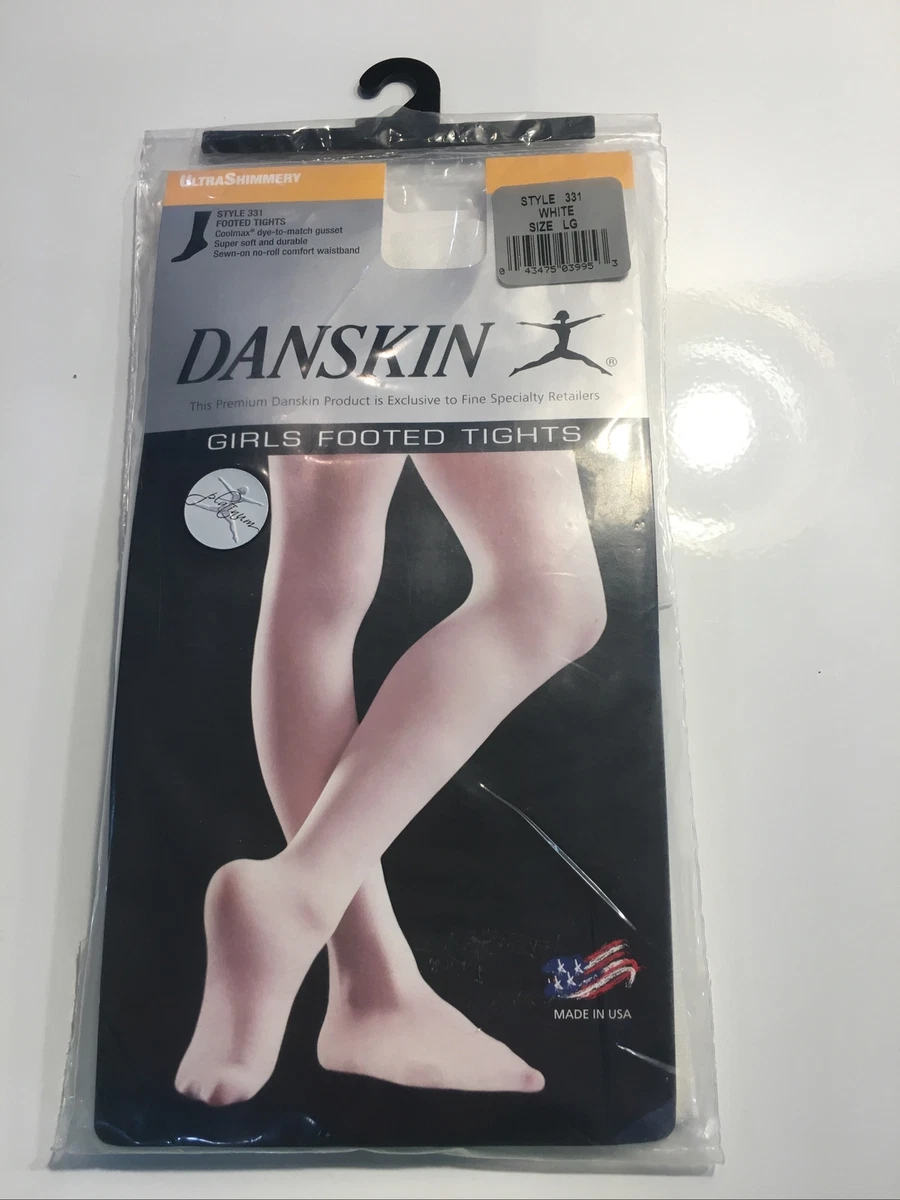 ULTRASHIMMERY
STYLE 331
FOOTED TIGHTS
Coolmax® dye-to-match gusset
Super soft and durable
Sewn-on no-roll comfort waistband
STYLE 331
WHITE
SIZE LG
0 43475 03995 3
DANSKIN ®
This Premium Danskin Product is Exclusive to Fine Specialty Retailers
GIRLS FOOTED TIGHTS
platinum
MADE IN USA